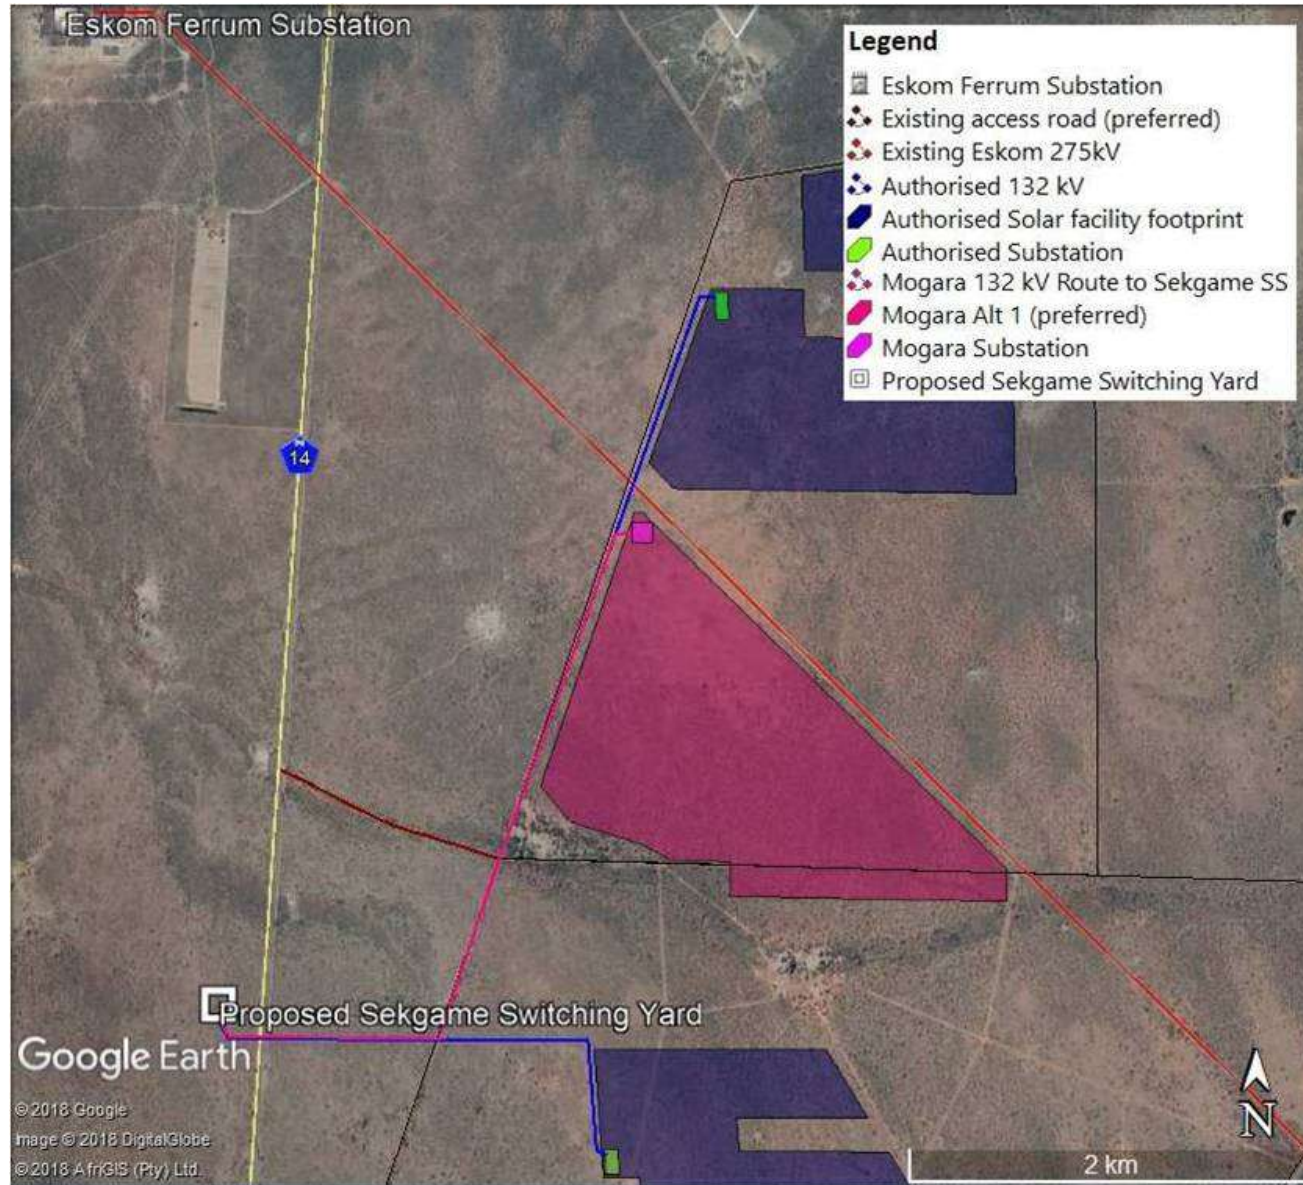 Eskom Ferrum Substation
Legend
Eskom Ferrum Substation
Existing access road (preferred)
Existing Eskom 275kV
Authorised 132 kV
Authorised Solar facility footprint
Authorised Substation
Mogara 132 kV Route to Sekgame SS
Mogara Alt 1 (preferred)
Mogara Substation
Proposed Sekgame Switching Yard
14
Proposed Sekgame Switching Yard
Google Earth
© 2018 Google
Image © 2018 DigitalGlobe
© 2018 AfriGIS (Pty) Ltd.
N
2 km